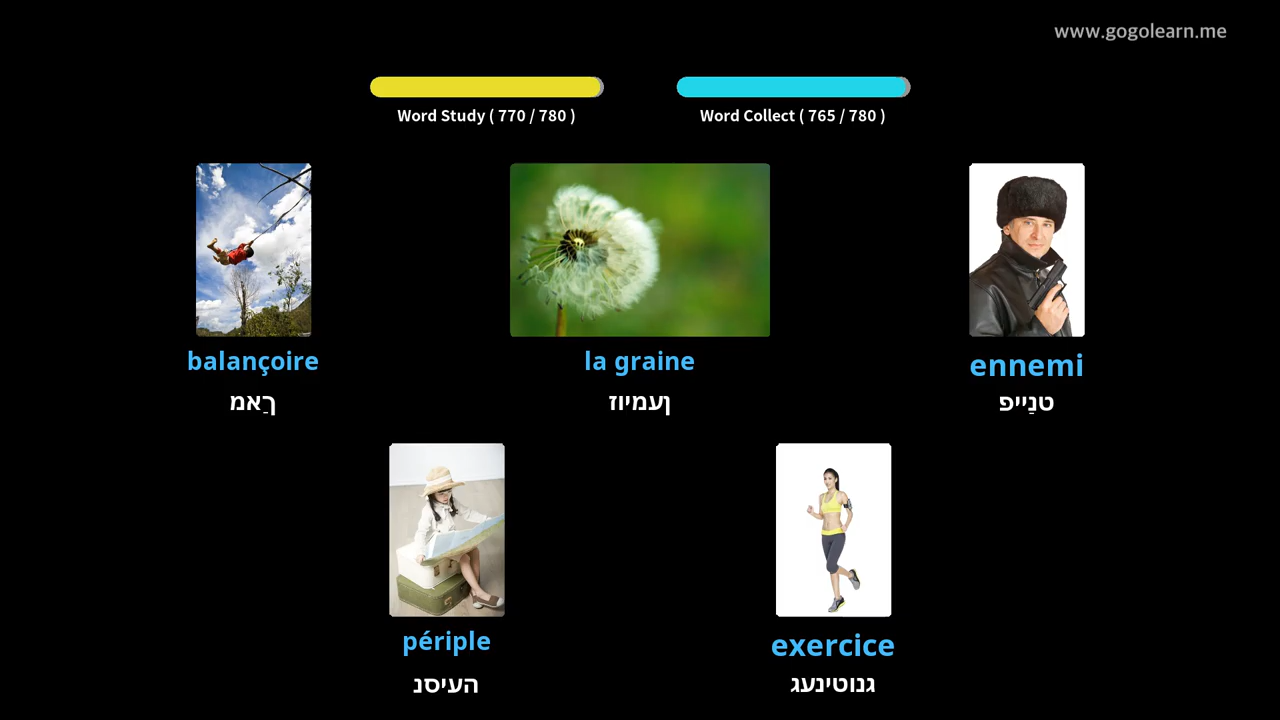 www.gogolearn.me
Word Study ( 770 / 780 )
Word Collect ( 765 / 780 )
balançoire
ךַאמ
la graine
ןעמיוז
ennemi
טנַייפ
périple
העיסנ
exercice
גנוטינעג